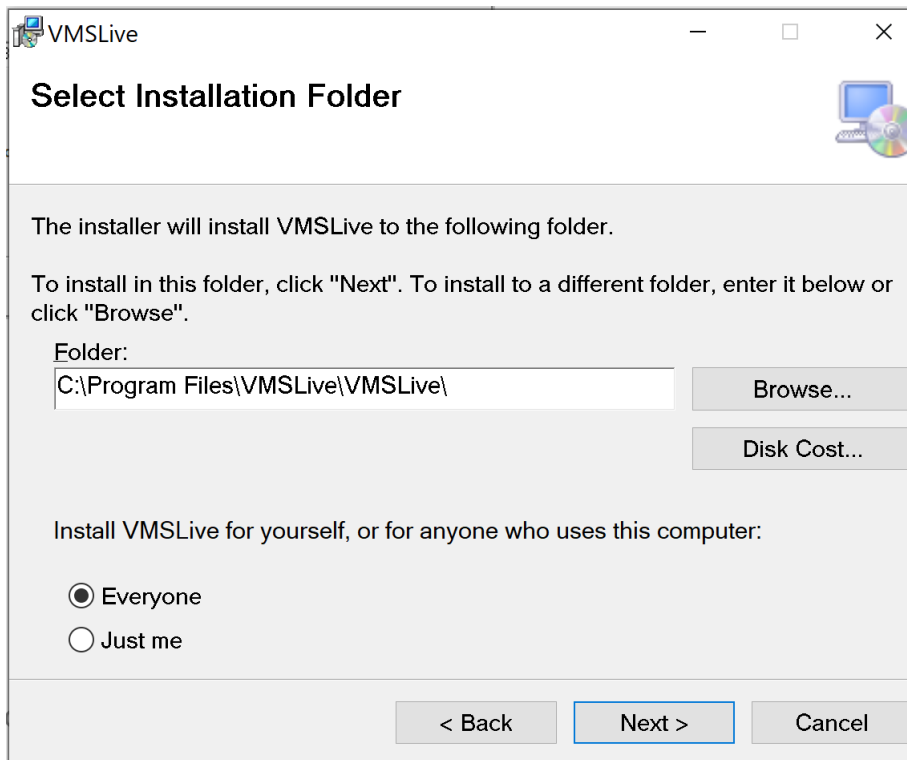 VMSLive
Select Installation Folder
The installer will install VMSLive to the following folder.
To install in this folder, click "Next". To install to a different folder, enter it below or
click "Browse".
Folder:
C:\Program Files\VMSLive\VMSLive\
Browse...
Disk Cost...
Install VMSLive for yourself, or for anyone who uses this computer:
Everyone
Just me
< Back
Next >
Cancel